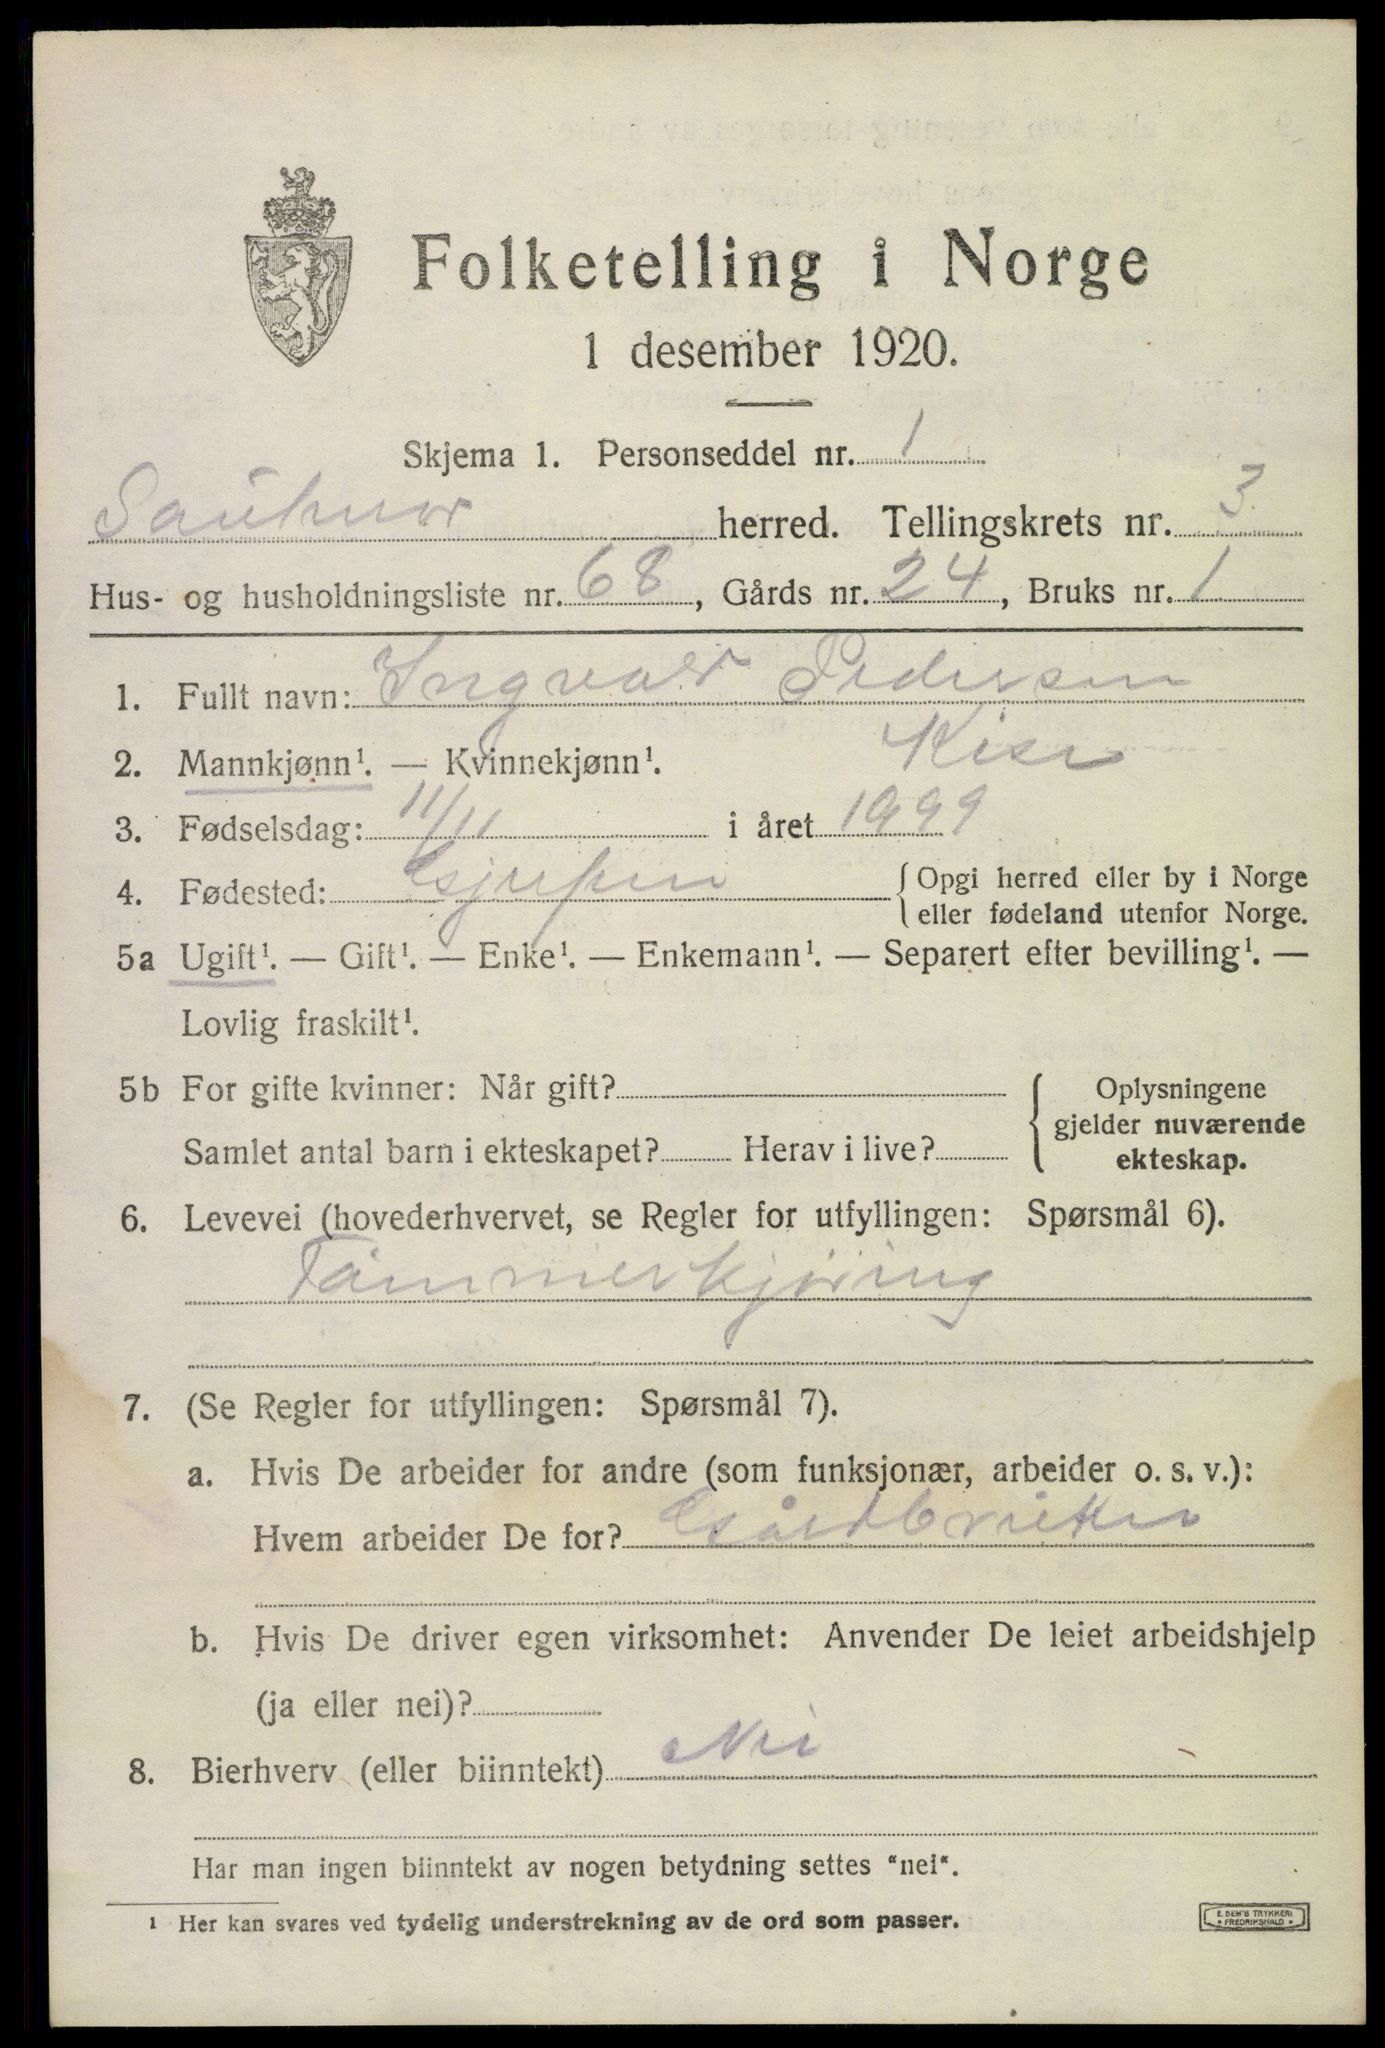 Folketelling i Norge
1 desember 1920.
Skjema 1. Personseddel nr. 1
herred. Tellingskrets nr. 3
Hus- og husholdningsliste nr. 68, Gårds nr. 24, Bruks nr. 1
1. Fullt navn: Ingvald Pedersen
Kise
2. Mannkjønn¹. — Kvinnekjønn¹.
3. Fødselsdag: 11/11 i året
4. Fødested: Gjerpen
Opgi herred eller by i Norge
eller fødeland utenfor Norge.
5a Ugift¹. — Gift¹. — Enke¹. — Enkemann¹. — Separert efter bevilling¹. —
Lovlig fraskilt¹.
5b For gifte kvinner: Når gift?
Samlet antal barn i ekteskapet? Herav i live?
Oplysningene
gjelder nuværende
ekteskap.
6. Levevei (hovederhvervet, se Regler for utfyllingen: Spørsmål 6).
Tømmerkjøring
7. (Se Regler for utfyllingen: Spørsmål 7).
a. Hvis De arbeider for andre (som funksjonær, arbeider o. s. v.):
Hvem arbeider De for?
b. Hvis De driver egen virksomhet: Anvender De leiet arbeidshjelp
(ja eller nei)?
8. Bierhverv (eller biinntekt) Nei
Har man ingen biinntekt av nogen betydning settes "nei".
¹ Her kan svares ved tydelig understrekning av de ord som passer.
E. SEM'S TRYKKERI
• FREDRIKSHALD •